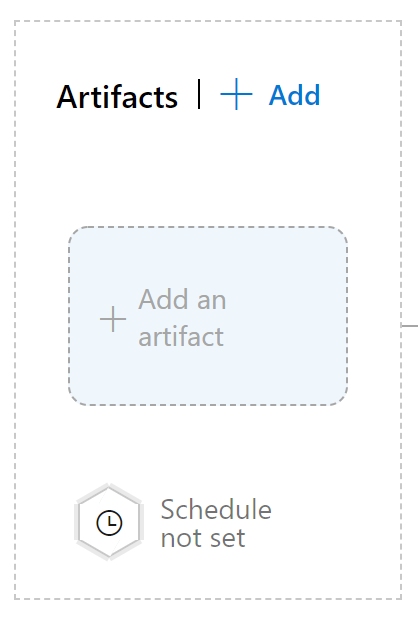 Artifacts | + Add
Add an
artifact
Schedule
not set